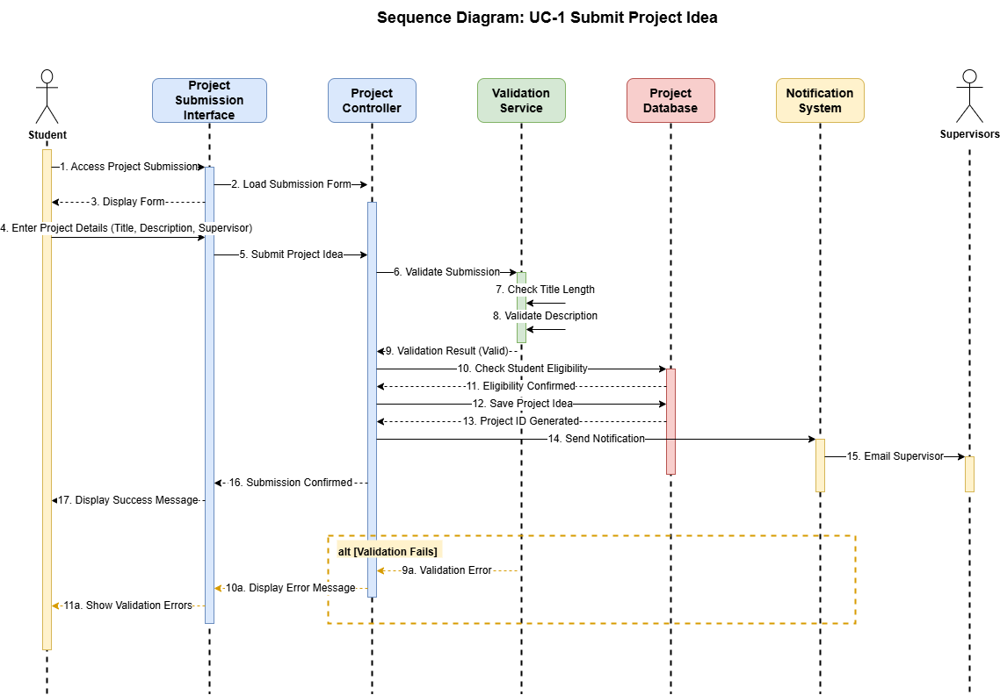 Sequence Diagram: UC-1 Submit Project Idea
Student
Project
Submission
Interface
Project
Controller
Validation
Service
Project
Database
Notification
System
Supervisors
1. Access Project Submission
2. Load Submission Form
3. Display Form
4. Enter Project Details (Title, Description, Supervisor)
5. Submit Project Idea
6. Validate Submission
7. Check Title Length
8. Validate Description
9. Validation Result (Valid)
10. Check Student Eligibility
11. Eligibility Confirmed
12. Save Project Idea
13. Project ID Generated
14. Send Notification
15. Email Supervisor
16. Submission Confirmed
17. Display Success Message
alt [Validation Fails]
9a. Validation Error
10a. Display Error Message
11a. Show Validation Errors